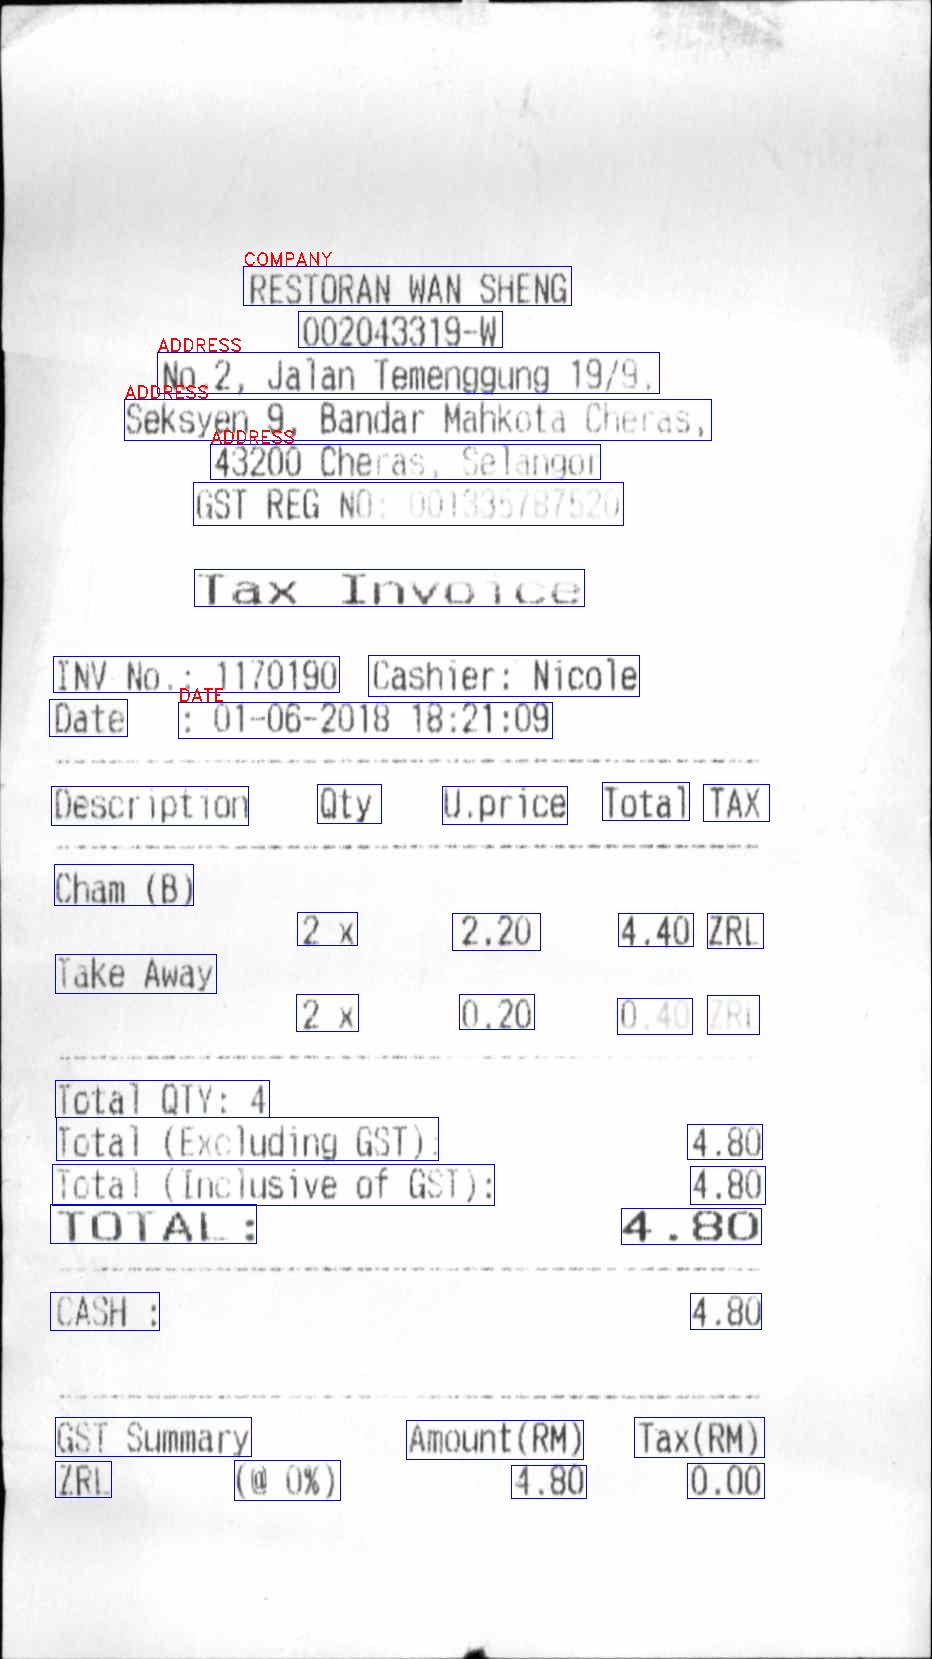 COMPANY
RESTORAN WAN SHENG
002043319-W
ADDRESS
No.2, Jalan Temenggung 19/9,
ADDRESS
Seksyen 9, Bandar Mahkota Cheras,
ADDRESS
43200 Cheras, Selangor
GST REG NO: 001335787520
Tax Invoice
INV No.: 1170190 Cashier: Nicole
DATE
Date : 01-06-2018 18:21:09
Description Qty U.price Total TAX
Cham (B)
2 x 2.20 4.40 ZRL
Take Away
2 x 0.20 0.40 ZRL
Total QTY: 4
Total (Excluding GST): 4.80
Total (Inclusive of GST): 4.80
TOTAL: 4.80
CASH : 4.80
GST Summary Amount(RM) Tax(RM)
ZRL (@ 0%) 4.80 0.00